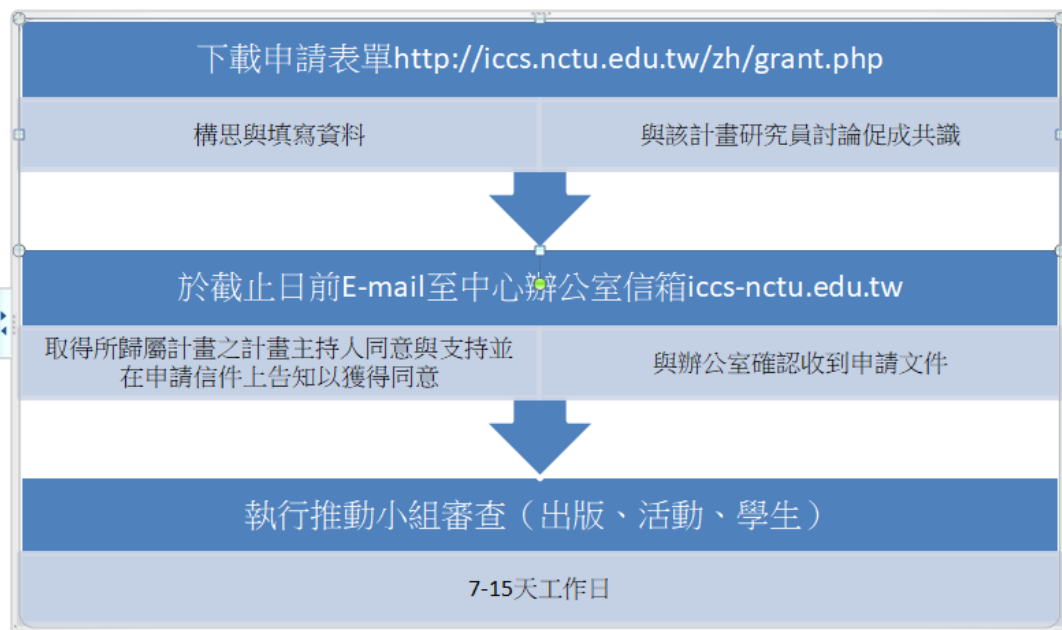 下載申請表單http://iccs.nctu.edu.tw/zh/grant.php
構思與填寫資料
與該計畫研究員討論促成共識
於截止日前E-mail至中心辦公室信箱iccs-nctu.edu.tw
取得所歸屬計畫之計畫主持人同意與支持並
在申請信件上告知以獲得同意
與辦公室確認收到申請文件
執行推動小組審查（出版、活動、學生）
7-15天工作日